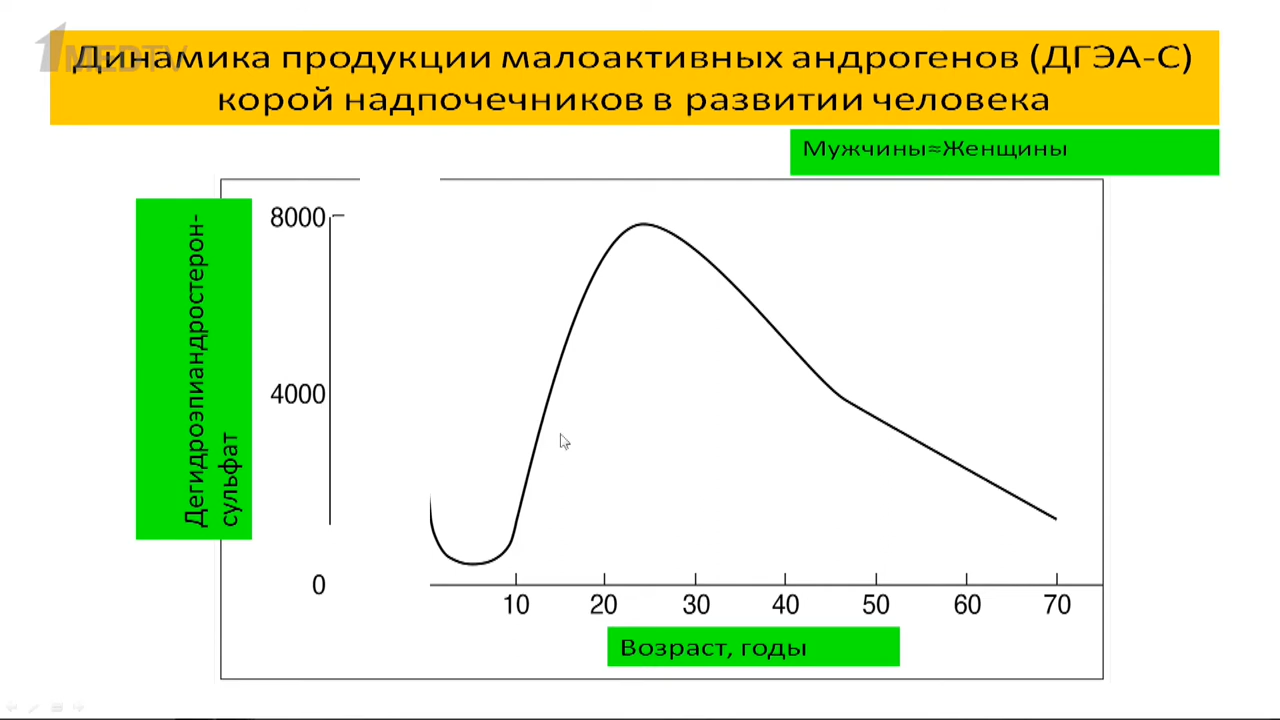 1MEDTV
Динамика продукции малоактивных андрогенов (ДГЭА-С)
корой надпочечников в развитии человека
Мужчины≈Женщины
Дегидроэпиандростерон-
сульфат
8000
4000
0
10 20 30 40 50 60 70
Возраст, годы